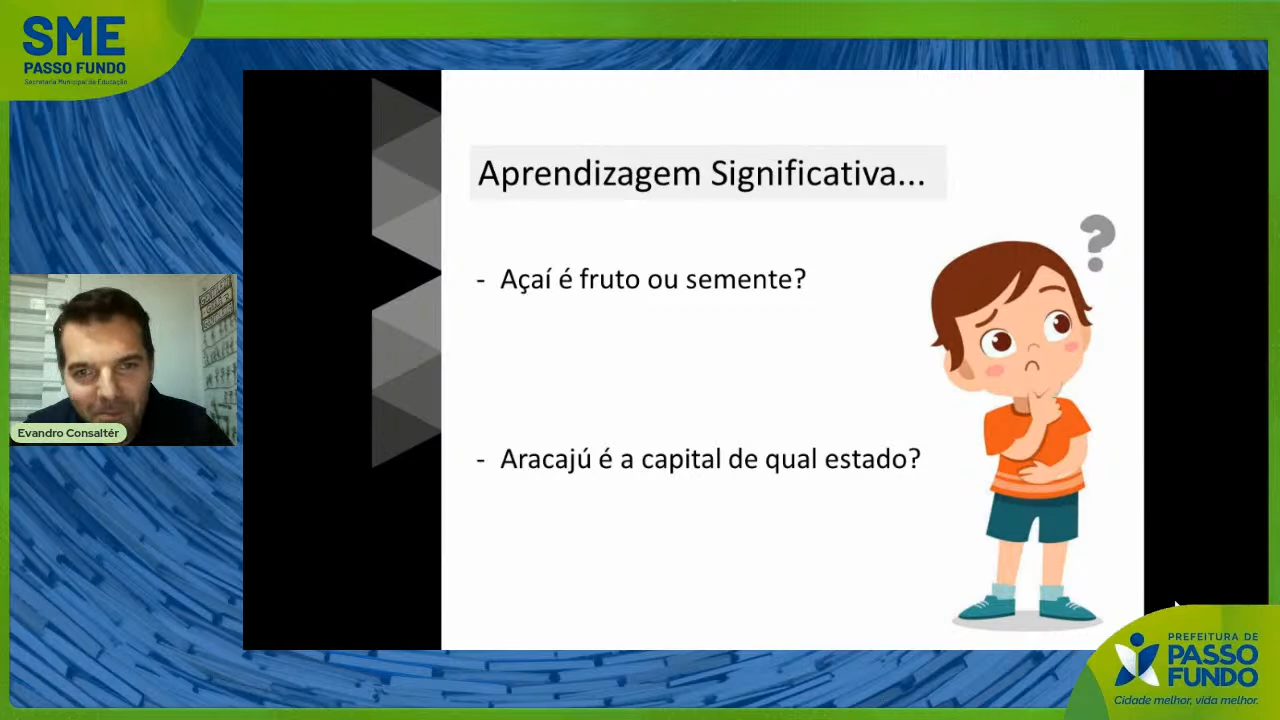 SME
PASSO FUNDO
Secretaria Municipal de Educação
Aprendizagem Significativa...
?
- Açaí é fruto ou semente?
Evandro Consaltér
- Aracajú é a capital de qual estado?
PREFEITURA DE
PASSO
FUNDO
Cidade melhor, vida melhor.